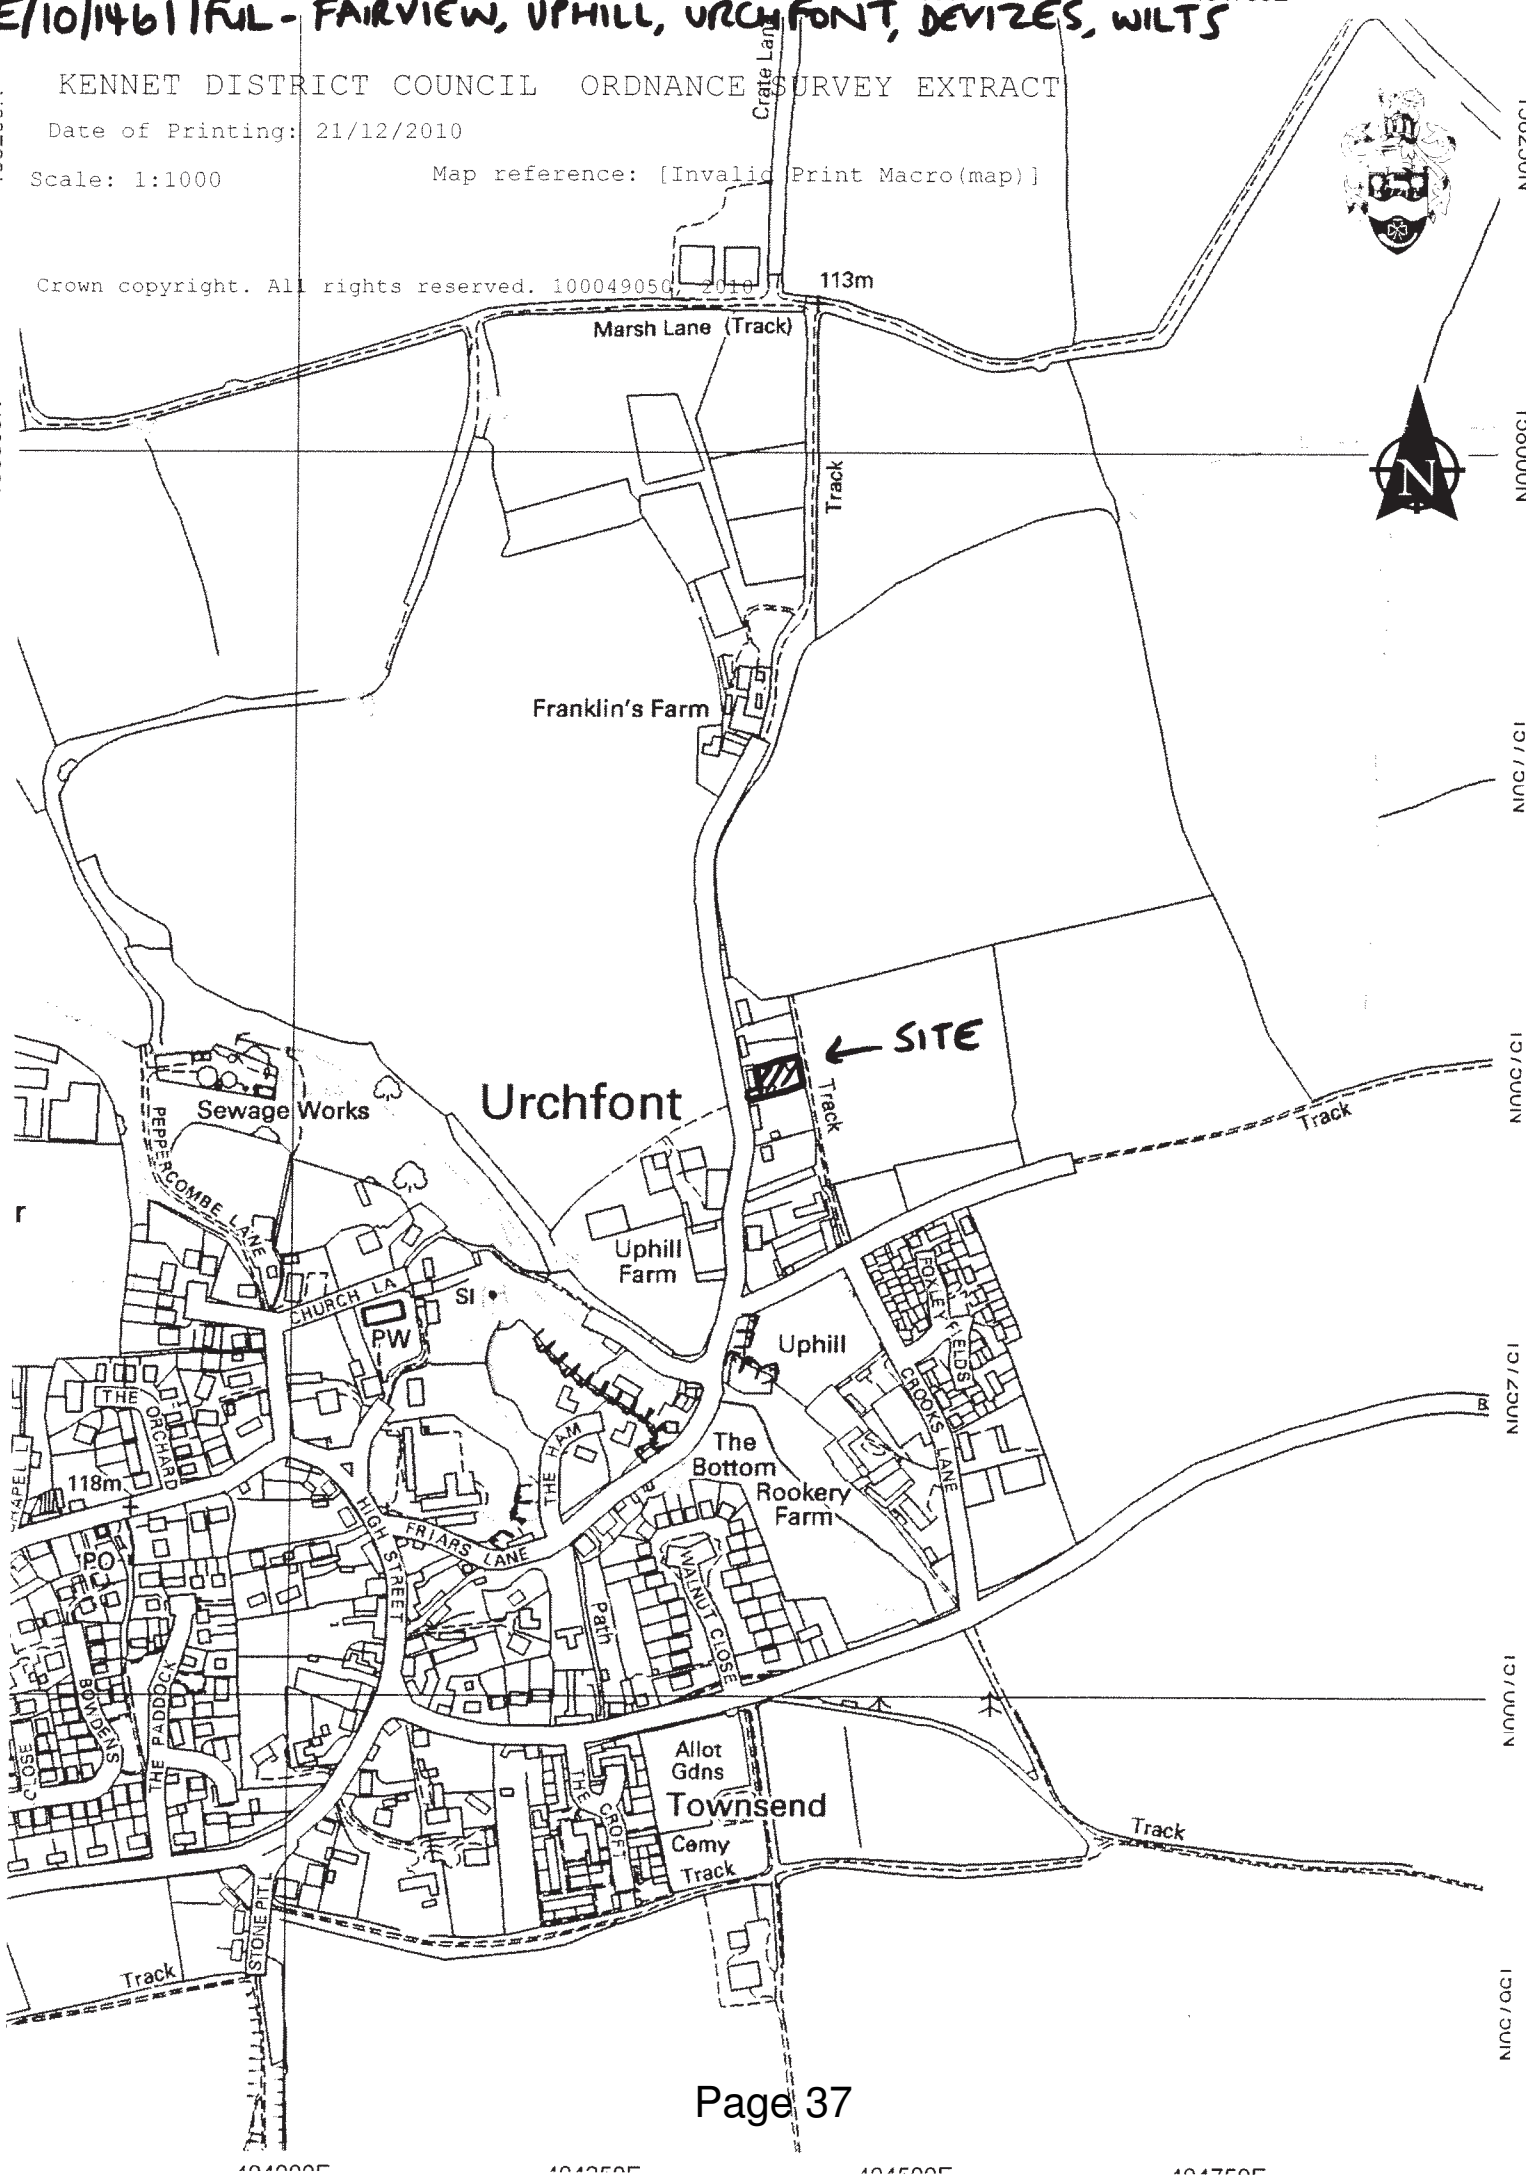 E/10/1461/FUL - FAIRVIEW, UPHILL, URCHFONT, DEVIZES, WILTS
KENNET DISTRICT COUNCIL ORDNANCE SURVEY EXTRACT
Date of Printing: 21/12/2010
Scale: 1:1000
Map reference: [Invalid Print Macro(map)]
Crown copyright. All rights reserved. 100049050, 2010
Crate Lan
113m
Marsh Lane (Track)
N
Track
Franklin's Farm
← SITE
Urchfont
Track
Sewage Works
Track
PEPPERCOMBE LANE
r
Uphill
Farm
CHURCH LA
SI
PW
Uphill
FOXLEY FIELDS
CROOKS LANE
THE ORCHARD
THE HAM
The
Bottom
Rookery
Farm
118m
CHAPEL L
HIGH STREET
FRIARS LANE
PO
WALNUT CLOSE
Path
BOWDENS
THE PADDOCK
CLOSE
Allot
Gdns
THE CROFT
Townsend
Cemy
Track
Track
STONEPIT L
Track
B
Page 37